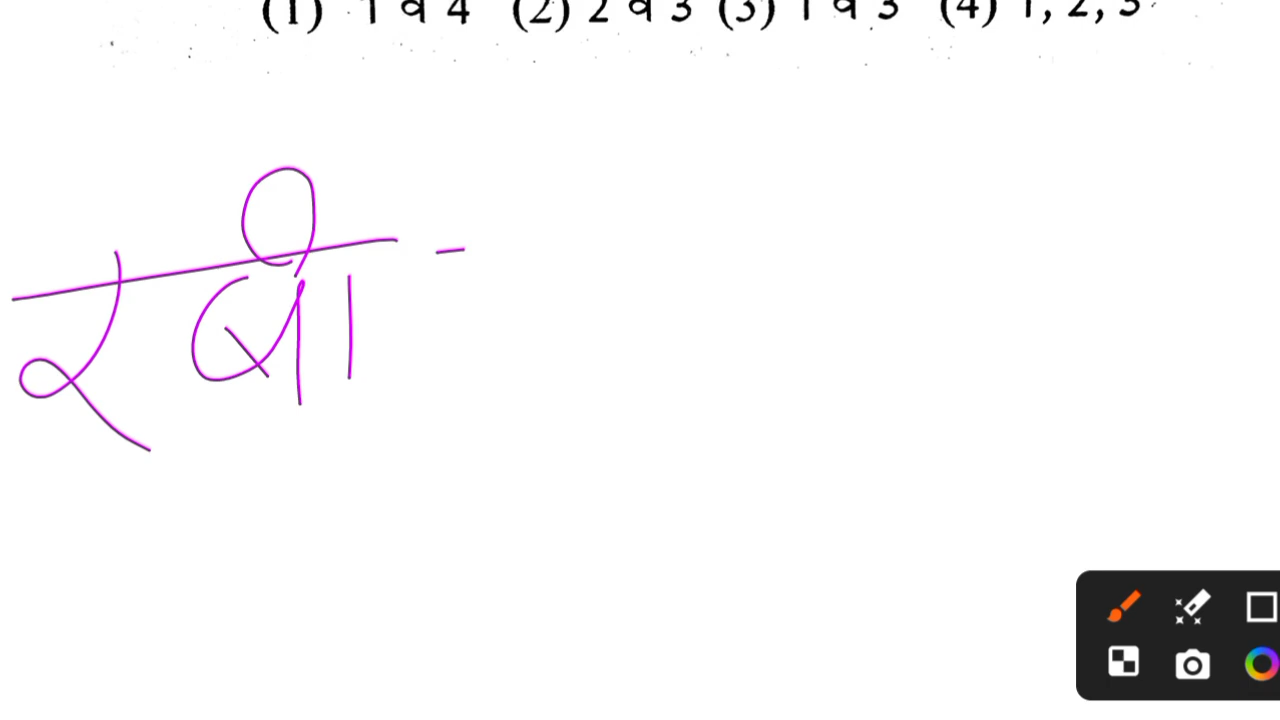 (1) 1 व 4 (2) 2 व 3 (3) 1 व 3 (4) 1, 2, 3
रबी -